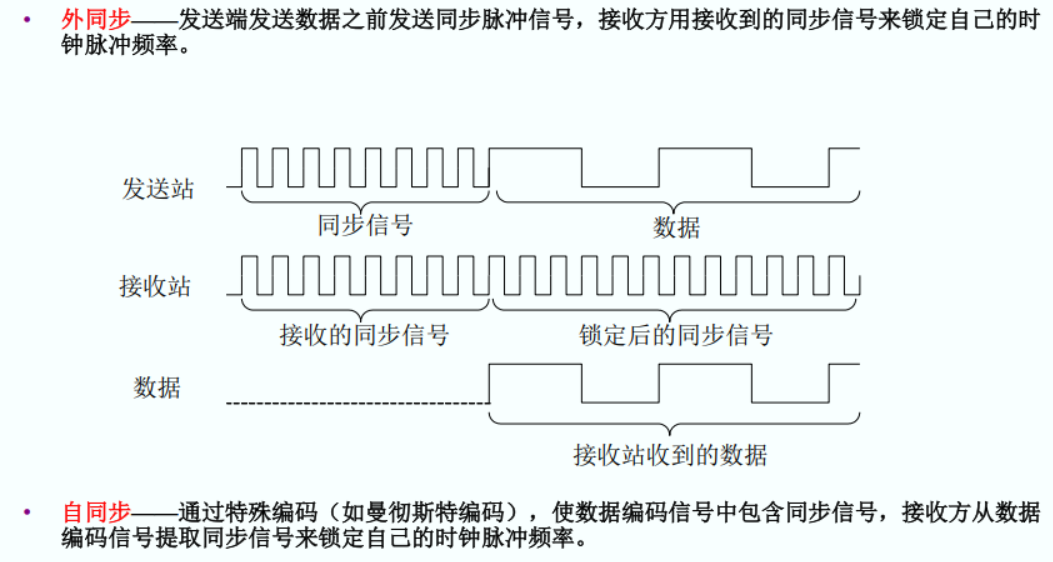 • 外同步——发送端发送数据之前发送同步脉冲信号，接收方用接收到的同步信号来锁定自己的时
钟脉冲频率。
发送站
同步信号
数据
接收站
接收的同步信号
锁定后的同步信号
数据
接收站收到的数据
• 自同步——通过特殊编码（如曼彻斯特编码），使数据编码信号中包含同步信号，接收方从数据
编码信号提取同步信号来锁定自己的时钟脉冲频率。